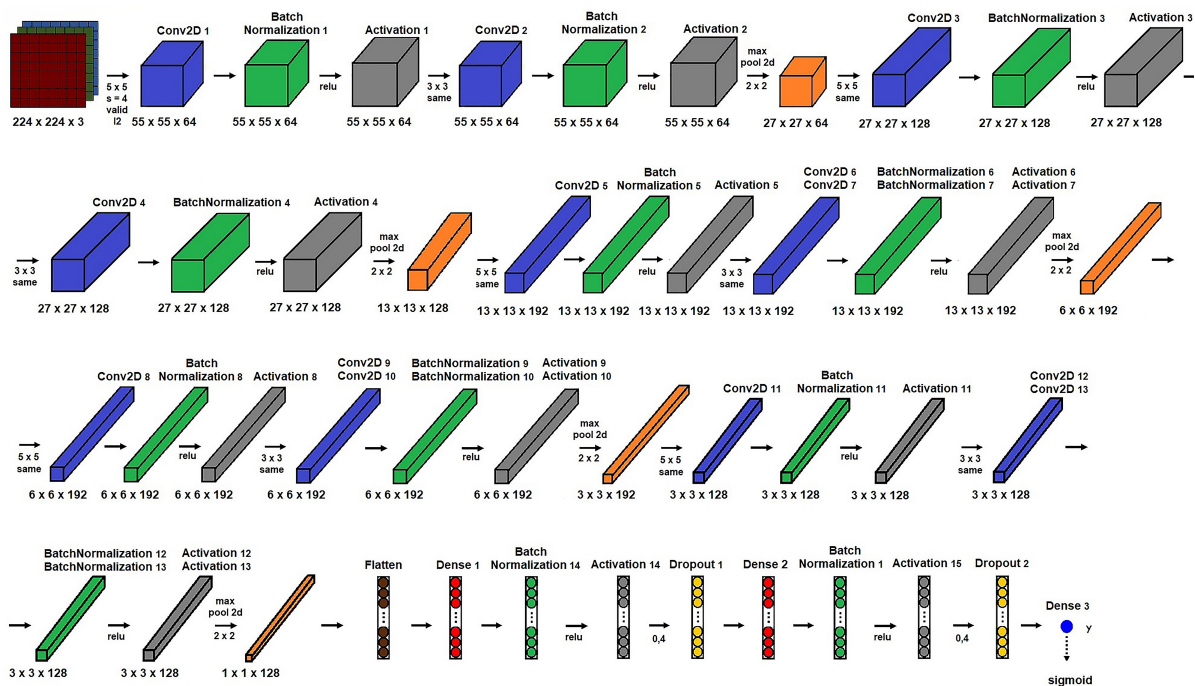 224 x 224 x 3
5 x 5
s = 4
valid
l2
Conv2D 1
55 x 55 x 64
Batch
Normalization 1
55 x 55 x 64
relu
Activation 1
55 x 55 x 64
3 x 3
same
Conv2D 2
55 x 55 x 64
Batch
Normalization 2
55 x 55 x 64
relu
Activation 2
55 x 55 x 64
max
pool 2d
2 x 2
27 x 27 x 64
5 x 5
same
Conv2D 3
27 x 27 x 128
BatchNormalization 3
27 x 27 x 128
relu
Activation 3
27 x 27 x 128
3 x 3
same
Conv2D 4
27 x 27 x 128
BatchNormalization 4
27 x 27 x 128
relu
Activation 4
27 x 27 x 128
max
pool 2d
2 x 2
13 x 13 x 128
5 x 5
same
Conv2D 5
13 x 13 x 192
Batch
Normalization 5
13 x 13 x 192
relu
Activation 5
13 x 13 x 192
3 x 3
same
Conv2D 6
Conv2D 7
13 x 13 x 192
BatchNormalization 6
BatchNormalization 7
13 x 13 x 192
relu
Activation 6
Activation 7
13 x 13 x 192
max
pool 2d
2 x 2
6 x 6 x 192
5 x 5
same
Conv2D 8
6 x 6 x 192
Batch
Normalization 8
6 x 6 x 192
relu
Activation 8
6 x 6 x 192
3 x 3
same
Conv2D 9
Conv2D 10
6 x 6 x 192
BatchNormalization 9
BatchNormalization 10
6 x 6 x 192
relu
Activation 9
Activation 10
6 x 6 x 192
max
pool 2d
2 x 2
3 x 3 x 192
5 x 5
same
Conv2D 11
3 x 3 x 128
Batch
Normalization 11
3 x 3 x 128
relu
Activation 11
3 x 3 x 128
3 x 3
same
Conv2D 12
Conv2D 13
3 x 3 x 128
BatchNormalization 12
BatchNormalization 13
3 x 3 x 128
relu
Activation 12
Activation 13
3 x 3 x 128
max
pool 2d
2 x 2
1 x 1 x 128
Flatten
Dense 1
Batch
Normalization 14
relu
Activation 14
0,4
Dropout 1
Dense 2
Batch
Normalization 1
relu
Activation 15
0,4
Dropout 2
Dense 3
y
sigmoid